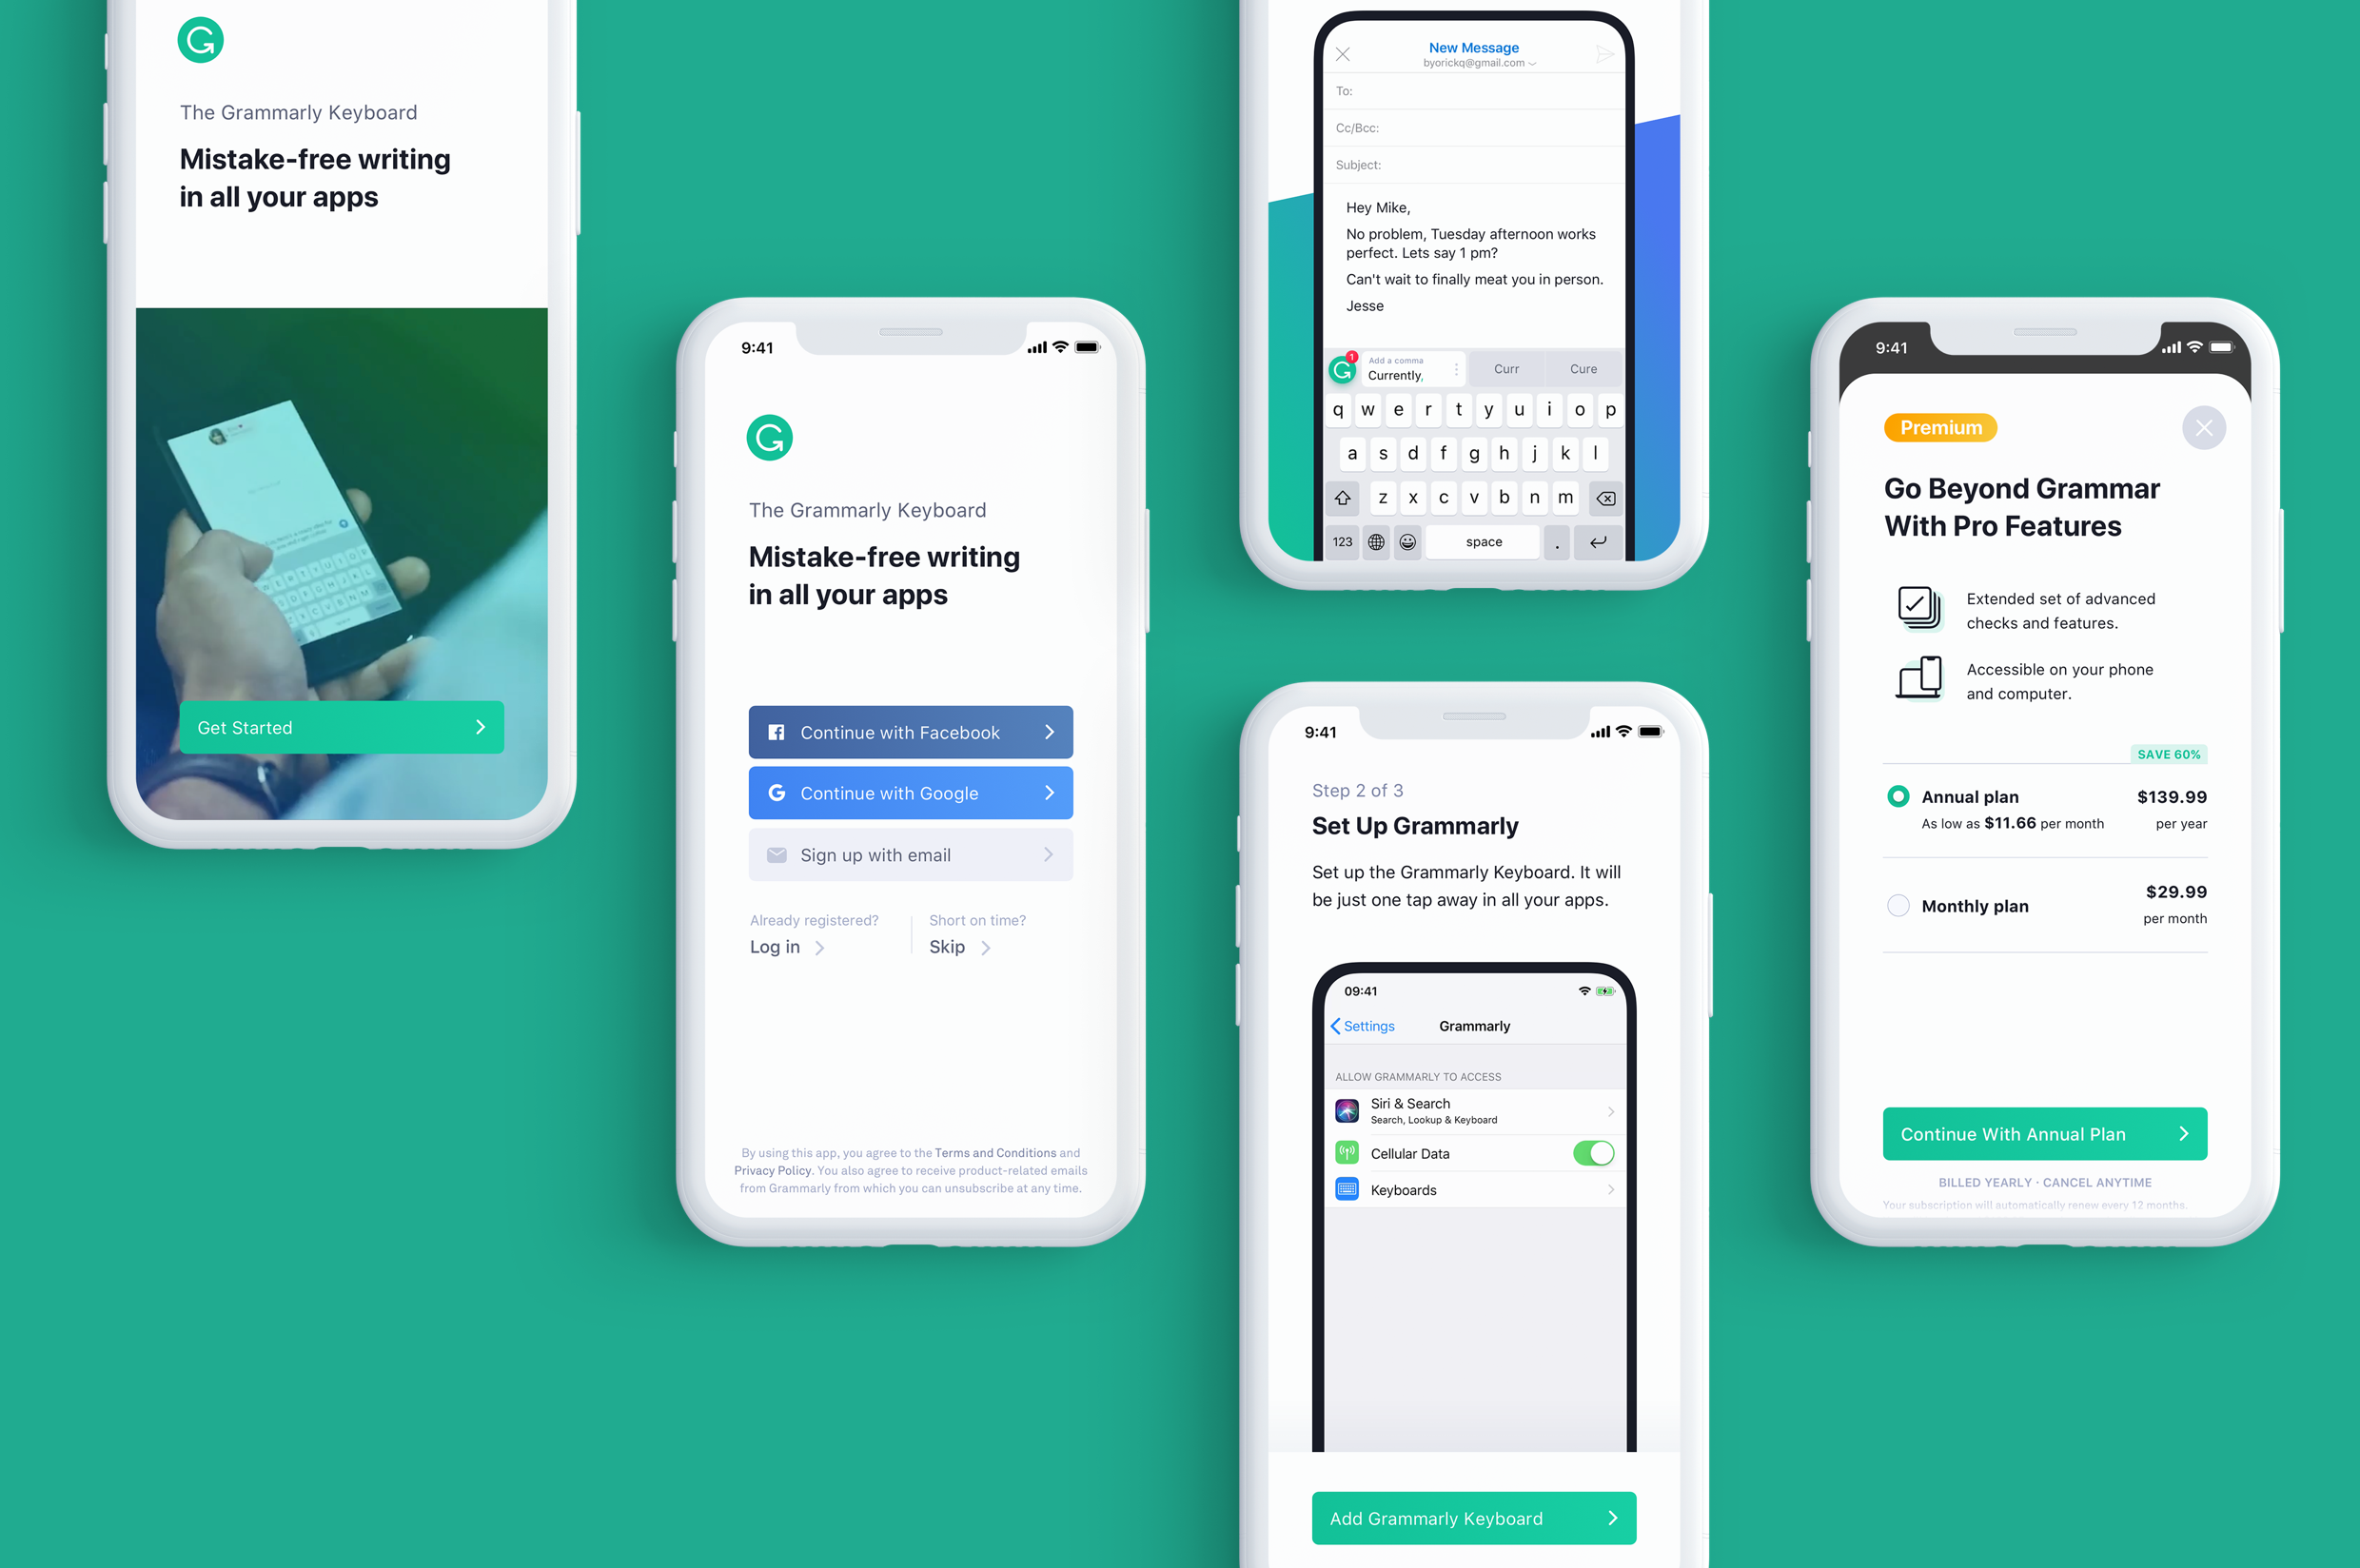 The Grammarly Keyboard
Mistake-free writing
in all your apps
Get Started
9:41
The Grammarly Keyboard
Mistake-free writing
in all your apps
Continue with Facebook
Continue with Google
Sign up with email
Already registered?
Log in
Short on time?
Skip
By using this app, you agree to the Terms and Conditions and
Privacy Policy. You also agree to receive product-related emails
from Grammarly from which you can unsubscribe at any time.
New Message
byorickq@gmail.com
To:
Cc/Bcc:
Subject:
Hey Mike,
No problem, Tuesday afternoon works
perfect. Lets say 1 pm?
Can't wait to finally meat you in person.
Jesse
1
Add a comma
Currently,
Curr
Cure
q w e r t y u i o p
a s d f g h j k l
z x c v b n m
123 space .
9:41
Step 2 of 3
Set Up Grammarly
Set up the Grammarly Keyboard. It will
be just one tap away in all your apps.
09:41
Settings
Grammarly
ALLOW GRAMMARLY TO ACCESS
Siri & Search
Search, Lookup & Keyboard
Cellular Data
Keyboards
Add Grammarly Keyboard
9:41
Premium
Go Beyond Grammar
With Pro Features
Extended set of advanced
checks and features.
Accessible on your phone
and computer.
SAVE 60%
Annual plan $139.99
As low as $11.66 per month per year
Monthly plan $29.99
per month
Continue With Annual Plan
BILLED YEARLY · CANCEL ANYTIME
Your subscription will automatically renew every 12 months.